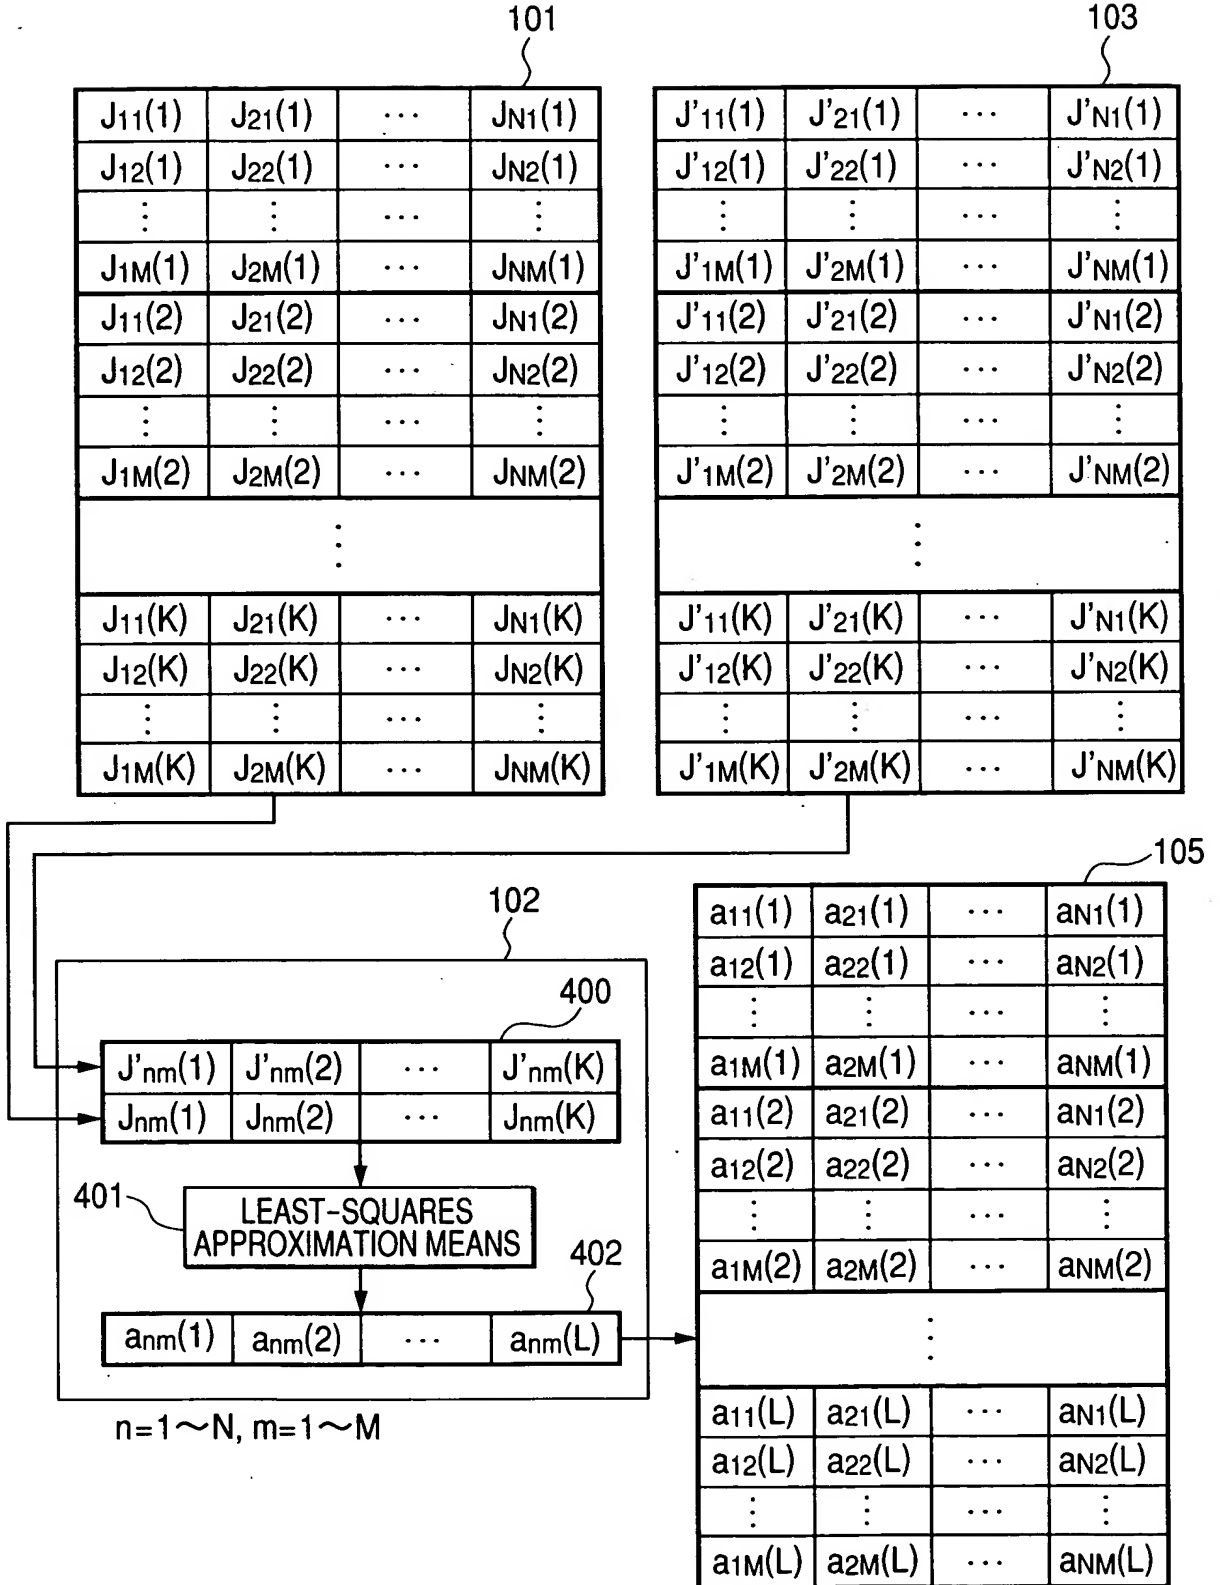 101
J11(1) J21(1) ··· JN1(1)
J12(1) J22(1) ··· JN2(1)
⋮ ⋮ ··· ⋮
J1M(1) J2M(1) ··· JNM(1)
J11(2) J21(2) ··· JN1(2)
J12(2) J22(2) ··· JN2(2)
⋮ ⋮ ··· ⋮
J1M(2) J2M(2) ··· JNM(2)
⋮
J11(K) J21(K) ··· JN1(K)
J12(K) J22(K) ··· JN2(K)
⋮ ⋮ ··· ⋮
J1M(K) J2M(K) ··· JNM(K)
103
J'11(1) J'21(1) ··· J'N1(1)
J'12(1) J'22(1) ··· J'N2(1)
⋮ ⋮ ··· ⋮
J'1M(1) J'2M(1) ··· J'NM(1)
J'11(2) J'21(2) ··· J'N1(2)
J'12(2) J'22(2) ··· J'N2(2)
⋮ ⋮ ··· ⋮
J'1M(2) J'2M(2) ··· J'NM(2)
⋮
J'11(K) J'21(K) ··· J'N1(K)
J'12(K) J'22(K) ··· J'N2(K)
⋮ ⋮ ··· ⋮
J'1M(K) J'2M(K) ··· J'NM(K)
102
400
J'nm(1) J'nm(2) ··· J'nm(K)
Jnm(1) Jnm(2) ··· Jnm(K)
401
LEAST-SQUARES
APPROXIMATION MEANS
402
anm(1) anm(2) ··· anm(L)
n=1～N, m=1～M
105
a11(1) a21(1) ··· aN1(1)
a12(1) a22(1) ··· aN2(1)
⋮ ⋮ ··· ⋮
a1M(1) a2M(1) ··· aNM(1)
a11(2) a21(2) ··· aN1(2)
a12(2) a22(2) ··· aN2(2)
⋮ ⋮ ··· ⋮
a1M(2) a2M(2) ··· aNM(2)
⋮
a11(L) a21(L) ··· aN1(L)
a12(L) a22(L) ··· aN2(L)
⋮ ⋮ ··· ⋮
a1M(L) a2M(L) ··· aNM(L)